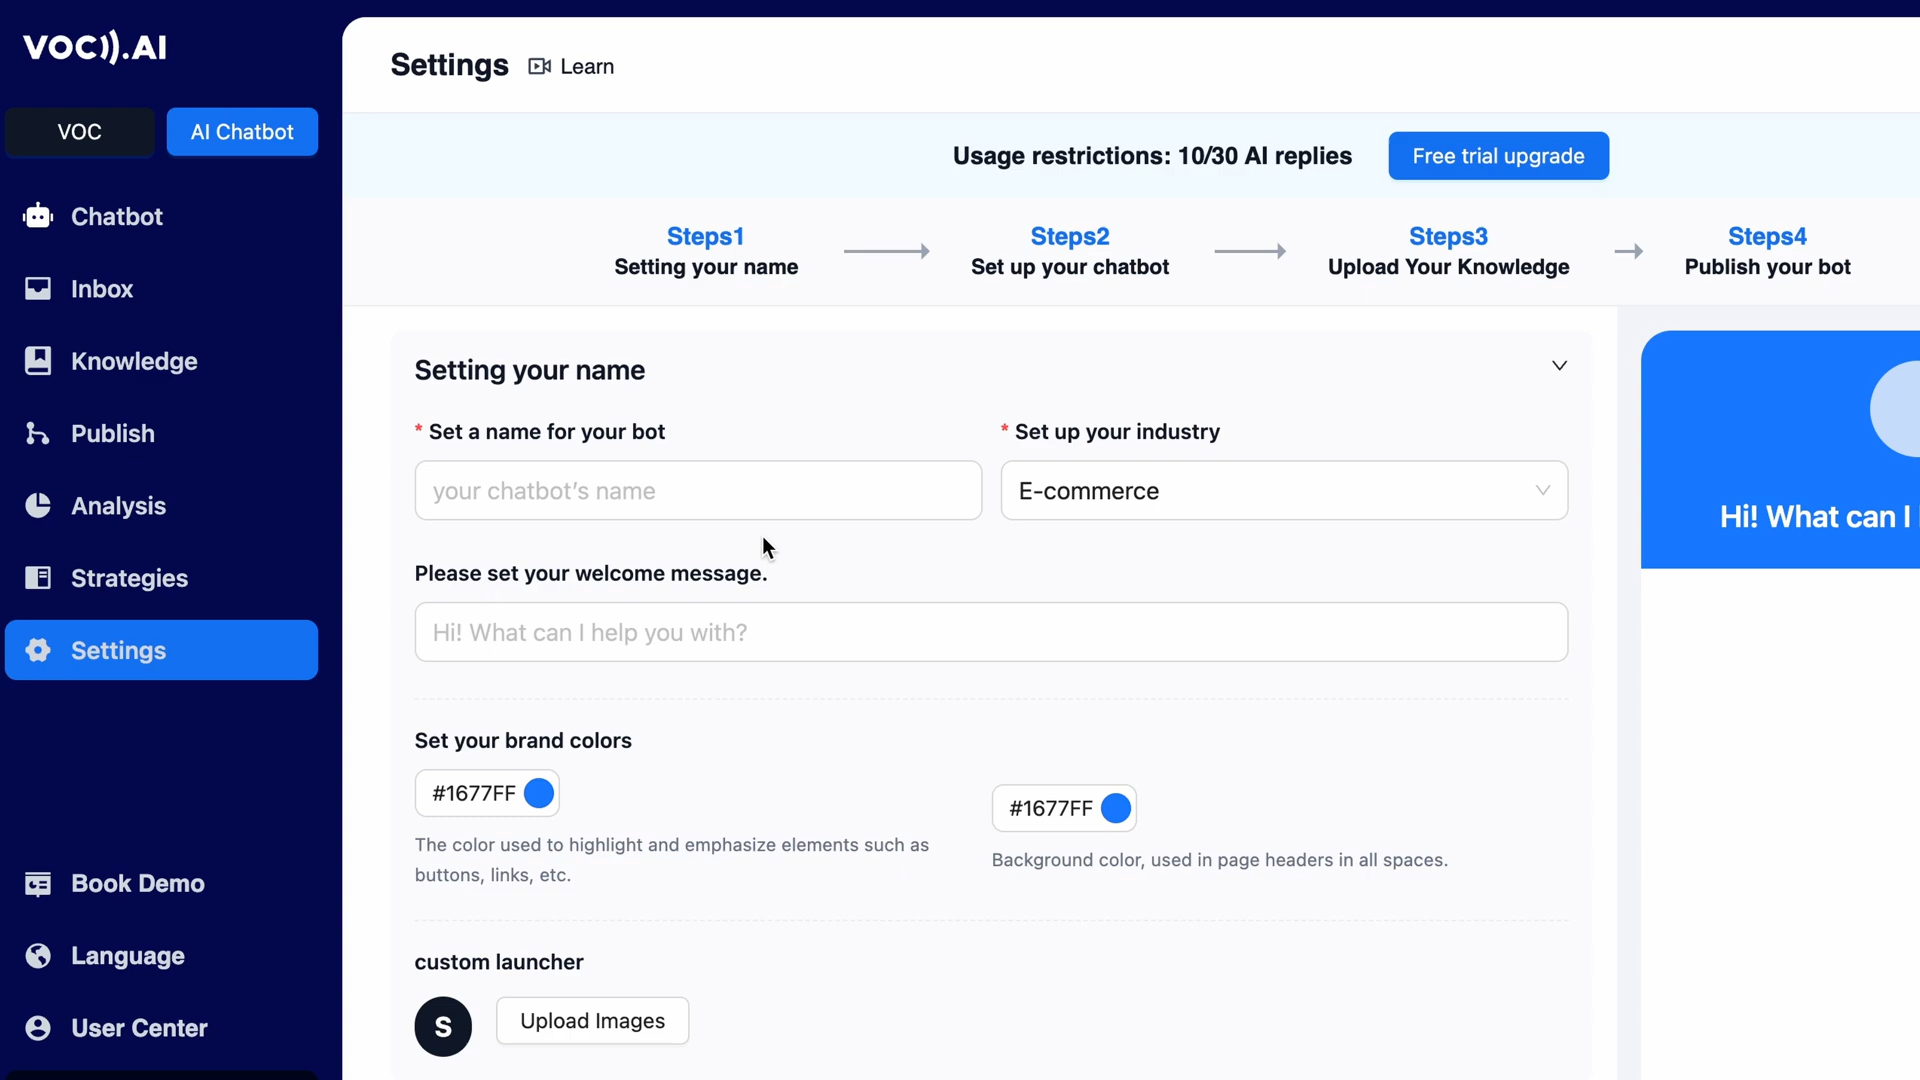 VOC.AI
VOC
AI Chatbot
Chatbot
Inbox
Knowledge
Publish
Analysis
Strategies
Settings
Book Demo
Language
User Center
Settings
Learn
Usage restrictions: 10/30 AI replies
Free trial upgrade
Steps1
Setting your name
Steps2
Set up your chatbot
Steps3
Upload Your Knowledge
Steps4
Publish your bot
Setting your name
* Set a name for your bot
your chatbot's name
* Set up your industry
E-commerce
Please set your welcome message.
Hi! What can I help you with?
Set your brand colors
#1677FF
The color used to highlight and emphasize elements such as
buttons, links, etc.
#1677FF
Background color, used in page headers in all spaces.
custom launcher
S
Upload Images
Hi! What can I